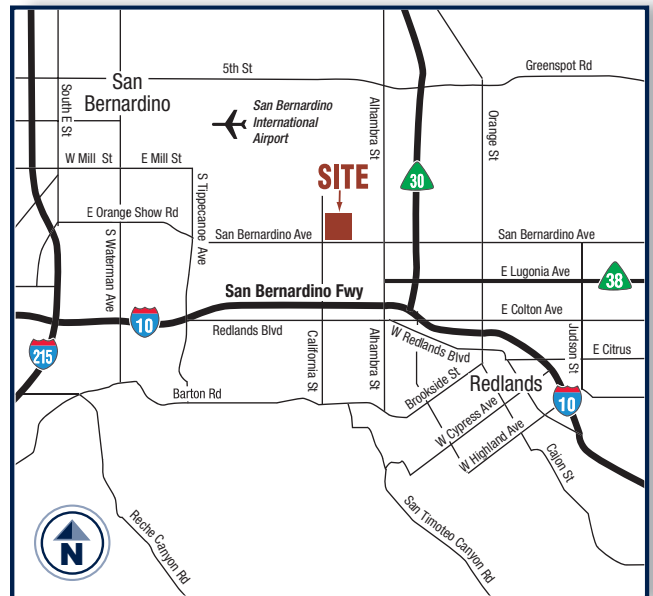 5th St
Greenspot Rd
San
Bernardino
South E St
San Bernardino
International
Airport
Alhambra St
Orange St
W Mill St
E Mill St
S Tippecanoe Ave
SITE
30
E Orange Show Rd
San Bernardino Ave
San Bernardino Ave
S Waterman Ave
E Lugonia Ave
38
San Bernardino Fwy
E Colton Ave
10
Redlands Blvd
215
California St
Alhambra St
W Redlands Blvd
Judson St
E Citrus
Brookside St
Redlands
Barton Rd
10
W Cypress Ave
W Highland Ave
Cajon St
Reche Canyon Rd
San Timoteo Canyon Rd
N